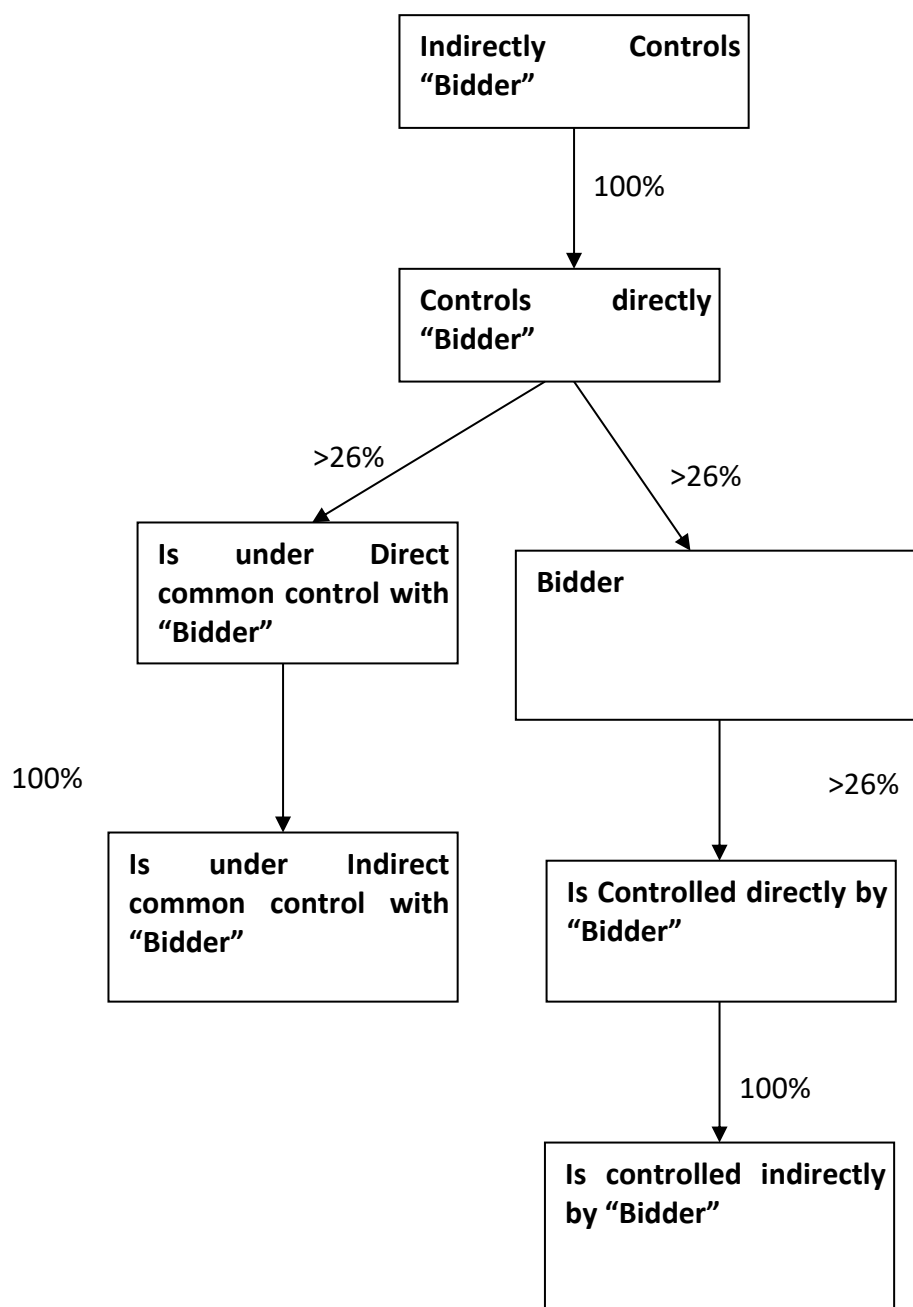 Indirectly Controls
“Bidder”
100%
Controls directly
“Bidder”
>26%
>26%
Is under Direct
common control with
“Bidder”
Bidder
100%
>26%
Is under Indirect
common control with
“Bidder”
Is Controlled directly by
“Bidder”
100%
Is controlled indirectly
by “Bidder”